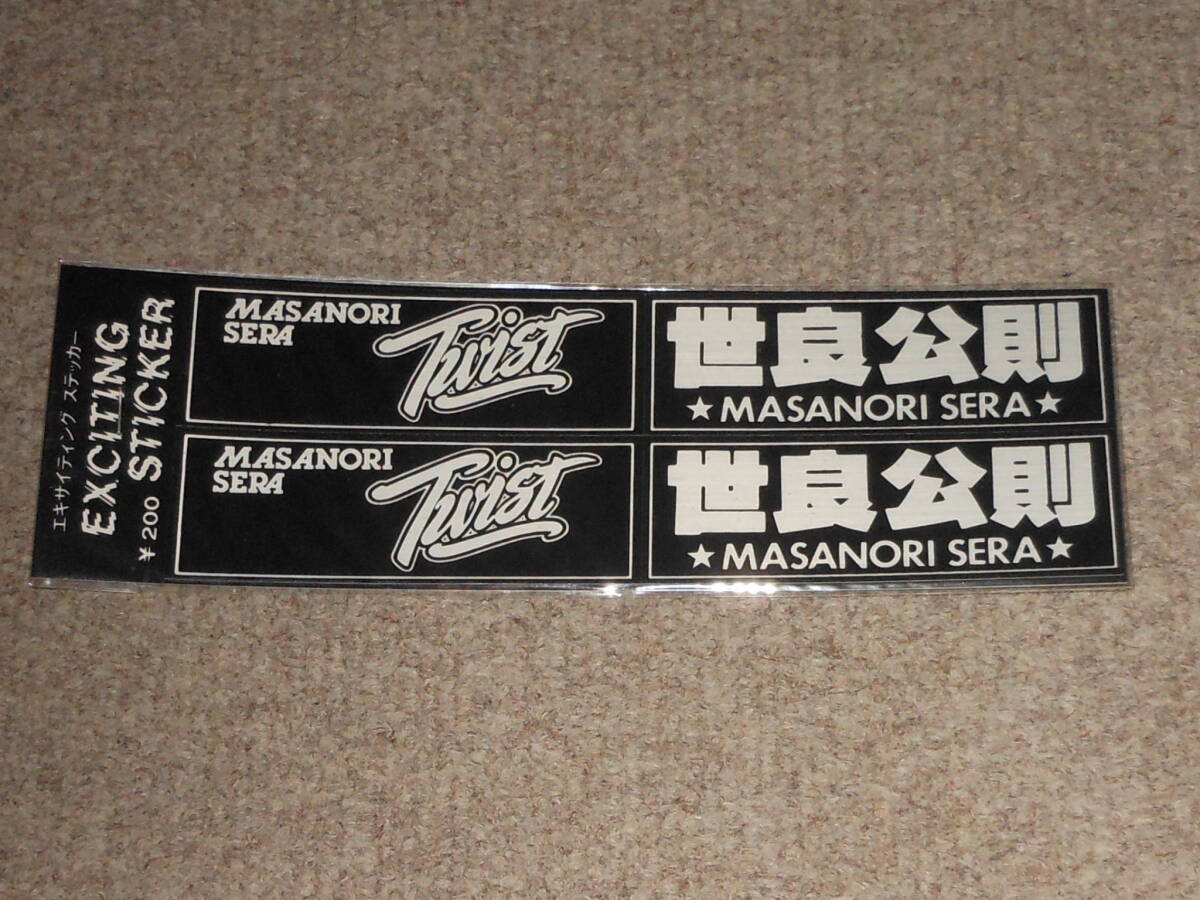 エキサイティング ステッカー
EXCITING
STICKER
¥200
MASANORI
SERA
Twist
世良公則
★MASANORI SERA★
MASANORI
SERA
Twist
世良公則
★MASANORI SERA★